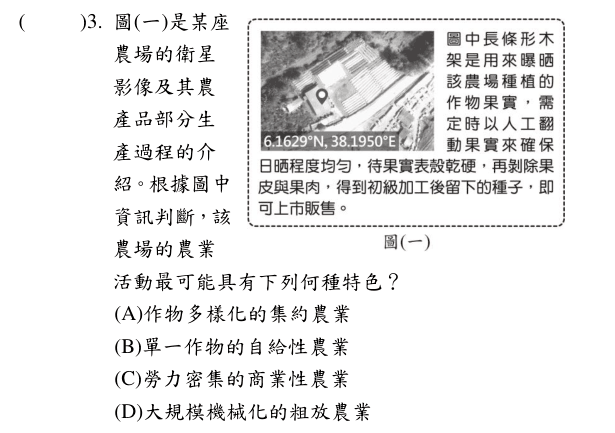 (　　)3. 圖(一)是某座
農場的衛星
影像及其農
產品部分生
產過程的介
紹。根據圖中
資訊判斷，該
農場的農業
活動最可能具有下列何種特色？
(A)作物多樣化的集約農業
(B)單一作物的自給性農業
(C)勞力密集的商業性農業
(D)大規模機械化的粗放農業
6.1629°N, 38.1950°E
圖中長條形木
架是用來曝晒
該農場種植的
作物果實，需
定時以人工翻
動果實來確保
日晒程度均勻，待果實表殼乾硬，再剝除果
皮與果肉，得到初級加工後留下的種子，即
可上市販售。
圖(一)